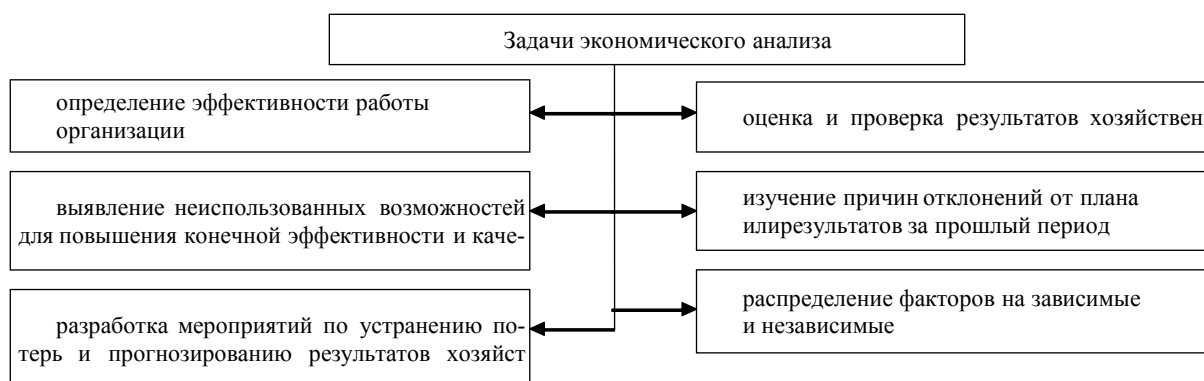 Задачи экономического анализа
определение эффективности работы
организации
оценка и проверка результатов хозяйствен
выявление неиспользованных возможностей
для повышения конечной эффективности и каче-
изучение причин отклонений от плана
илирезультатов за прошлый период
разработка мероприятий по устранению по-
терь и прогнозированию результатов хозяйст
распределение факторов на зависимые
и независимые